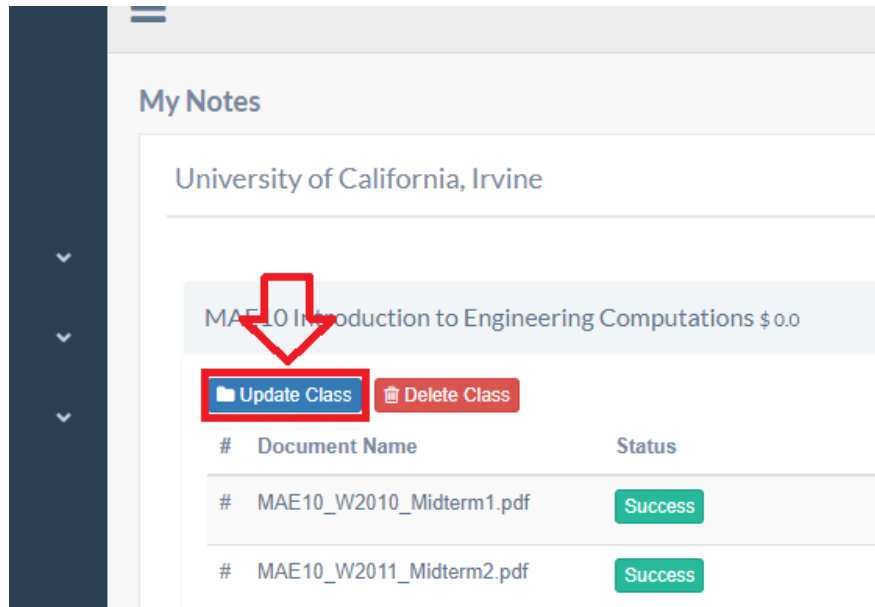 My Notes
University of California, Irvine
MAE10 Introduction to Engineering Computations $ 0.0
Update Class Delete Class
# Document Name Status
# MAE10_W2010_Midterm1.pdf Success
# MAE10_W2011_Midterm2.pdf Success